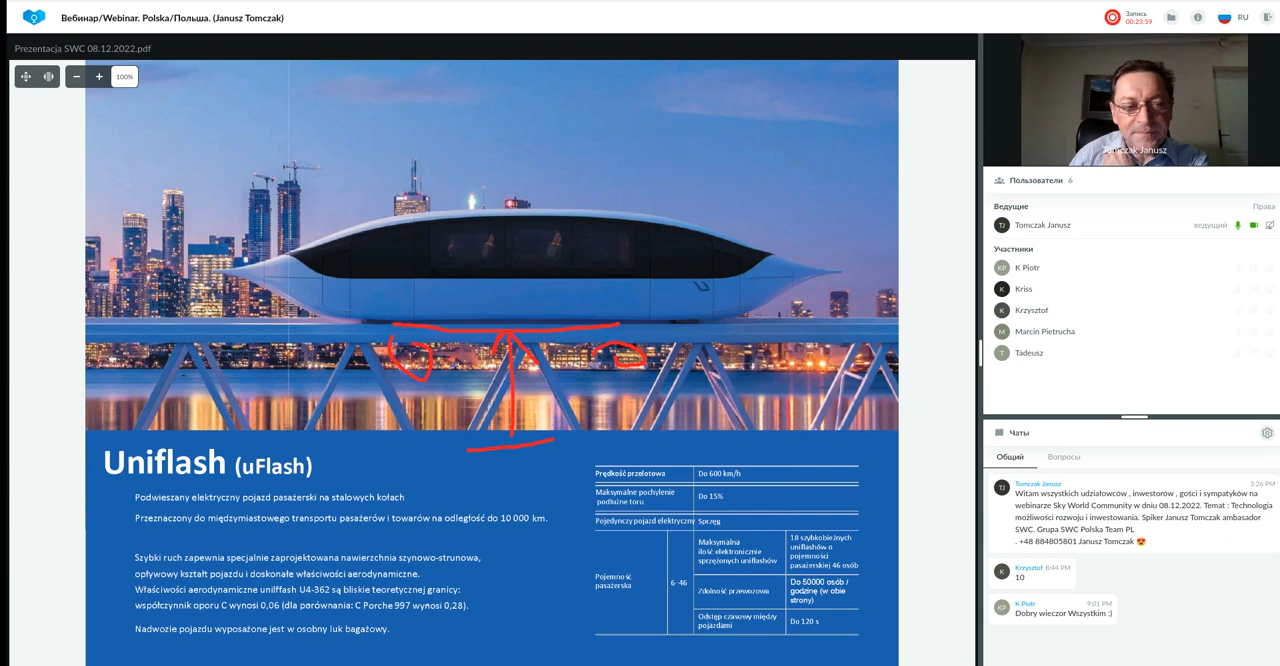 Вебинар/Webinar. Polska/Польша. (Janusz Tomczak)
Запись
00:23:59
RU
Prezentacja SWC 08.12.2022.pdf
100%
Tomczak Janusz
Пользователи 6
Ведущие
Права
TJ Tomczak Janusz
ведущий
Участники
KP K Piotr
K Kriss
K Krzysztof
M Marcin Pietrucha
T Tadeusz
Чаты
Общий
Вопросы
TJ Tomczak Janusz 3:26 PM
Witam wszystkich udziałowców , inwestorów , gości i sympatyków na
webinarze Sky World Community w dniu 08.12.2022. Temat : Technologia
możliwości rozwoju i inwestowania. Spiker Janusz Tomczak ambasador
SWC. Grupa SWC Polska Team PL
. +48 884805801 Janusz Tomczak 😍
K Krzysztof 8:44 PM
10
KP K Piotr 9:01 PM
Dobry wieczor Wszystkim :)
Uniflash (uFlash)
Podwieszany elektryczny pojazd pasażerski na stalowych kołach
Przeznaczony do międzymiastowego transportu pasażerów i towarów na odległość do 10 000 km.
Szybki ruch zapewnia specjalnie zaprojektowana nawierzchnia szynowo-strunowa,
opływowy kształt pojazdu i doskonałe właściwości aerodynamiczne.
Właściwości aerodynamiczne unilffash U4-362 są bliskie teoretycznej granicy:
współczynnik oporu C wynosi 0,06 (dla porównania: C Porche 997 wynosi 0,28).
Nadwozie pojazdu wyposażone jest w osobny luk bagażowy.
Prędkość przelotowa
Do 600 km/h
Maksymalne pochylenie
podłużne toru
Do 15%
Pojedynczy pojazd elektryczny
Sprzęg
Pojemność
pasażerska
6-46
Maksymalna
ilość elektronicznie
sprzężonych uniflashów
18 szybkobieżnych
uniflashów o
pojemności
pasażerskiej 46 osób
Zdolność przewozowa
Do 50000 osób /
godzinę (w obie
strony)
Odstęp czasowy między
pojazdami
Do 120 s